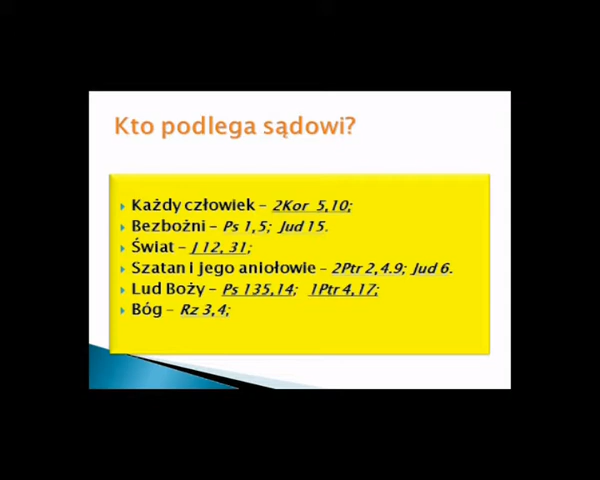 Kto podlega sądowi?
Każdy człowiek – 2Kor 5,10;
Bezbożni – Ps 1,5; Jud 15.
Świat – J 12, 31;
Szatan i jego aniołowie – 2Ptr 2,4.9; Jud 6.
Lud Boży – Ps 135,14; 1Ptr 4,17;
Bóg – Rz 3,4;